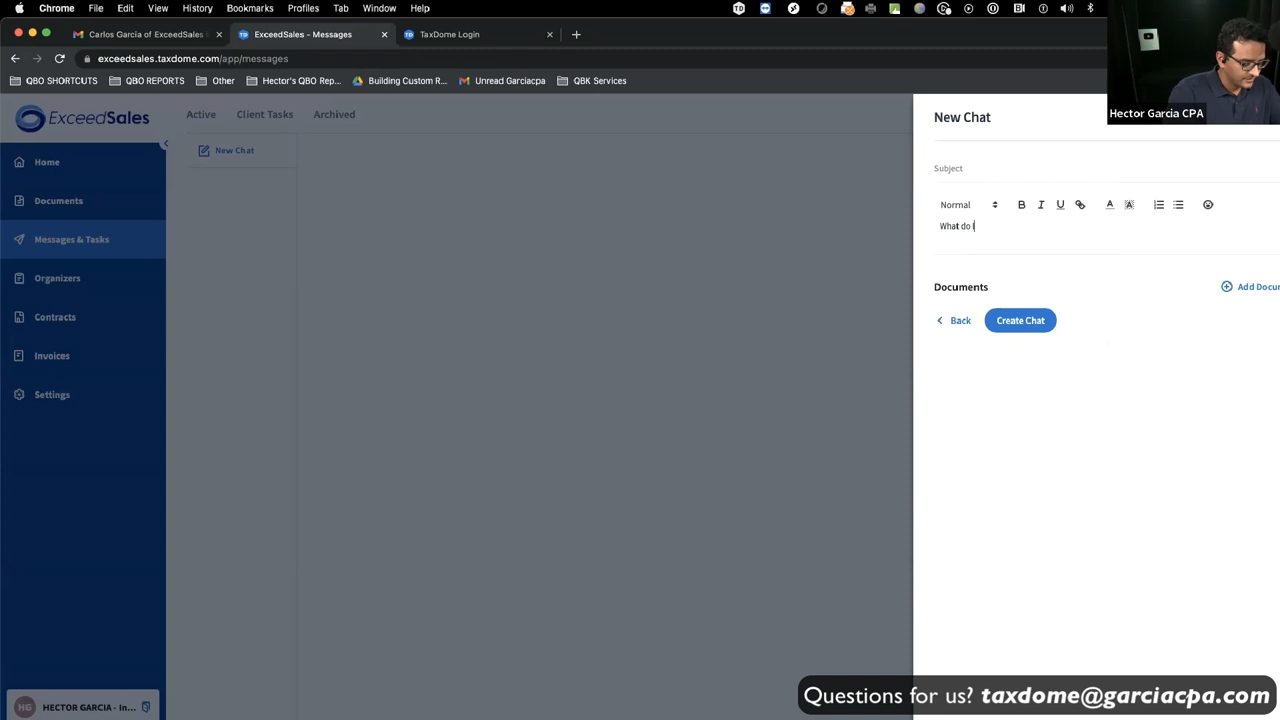 Chrome File Edit View History Bookmarks Profiles Tab Window Help
Carlos Garcia of ExceedSales
ExceedSales - Messages
TaxDome Login
exceedsales.taxdome.com/app/messages
QBO SHORTCUTS QBO REPORTS Other Hector's QBO Rep... Building Custom R... Unread Garciacpa QBK Services
Hector Garcia CPA
ExceedSales
Active Client Tasks Archived
New Chat
Home
Documents
Messages & Tasks
Organizers
Contracts
Invoices
Settings
HECTOR GARCIA - In...
HG
New Chat
Subject
Normal B I U A A
What do I
Documents
Add Docu
Back Create Chat
Questions for us? taxdome@garciacpa.com